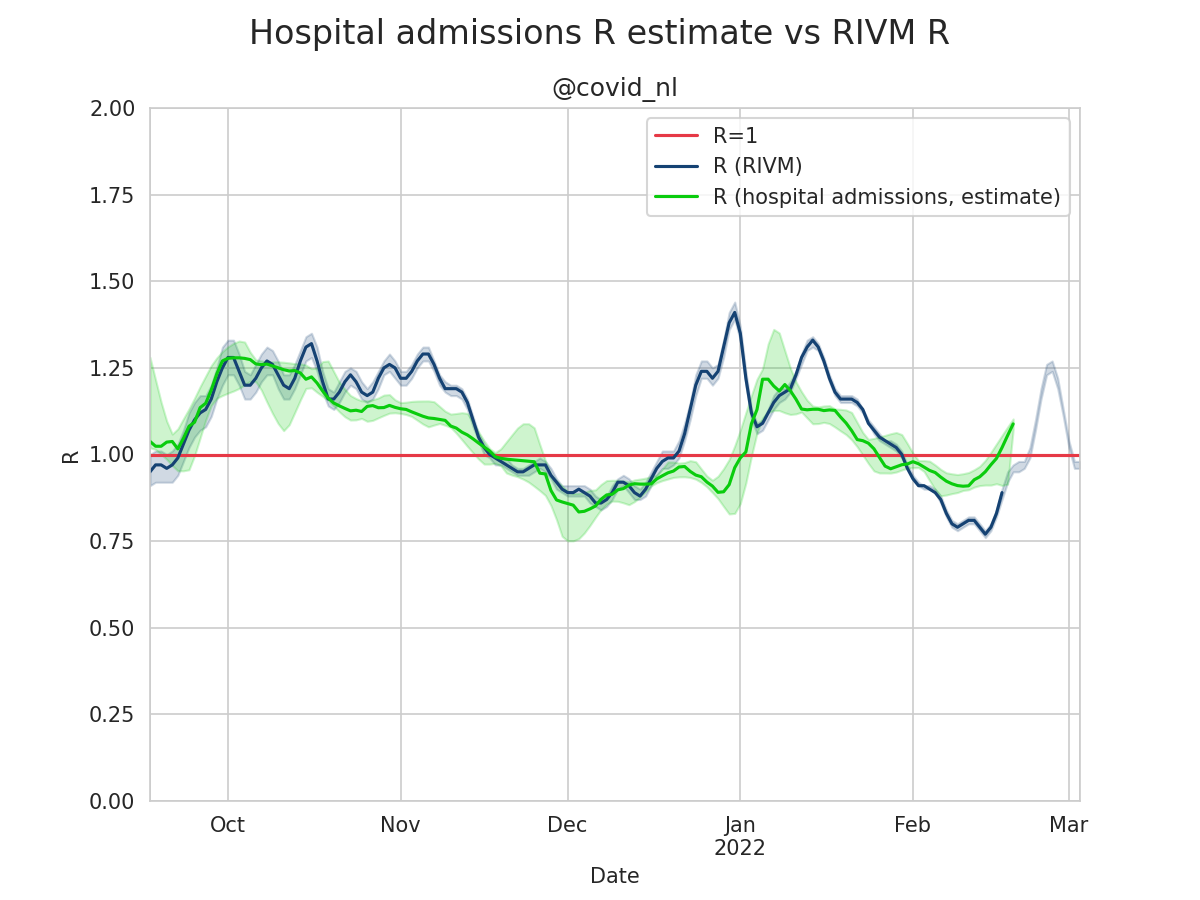 Hospital admissions R estimate vs RIVM R
@covid_nl
R=1
R (RIVM)
R (hospital admissions, estimate)
2.00
1.75
1.50
1.25
1.00
0.75
0.50
0.25
0.00
R
Oct Nov Dec Jan Feb Mar
2022
Date